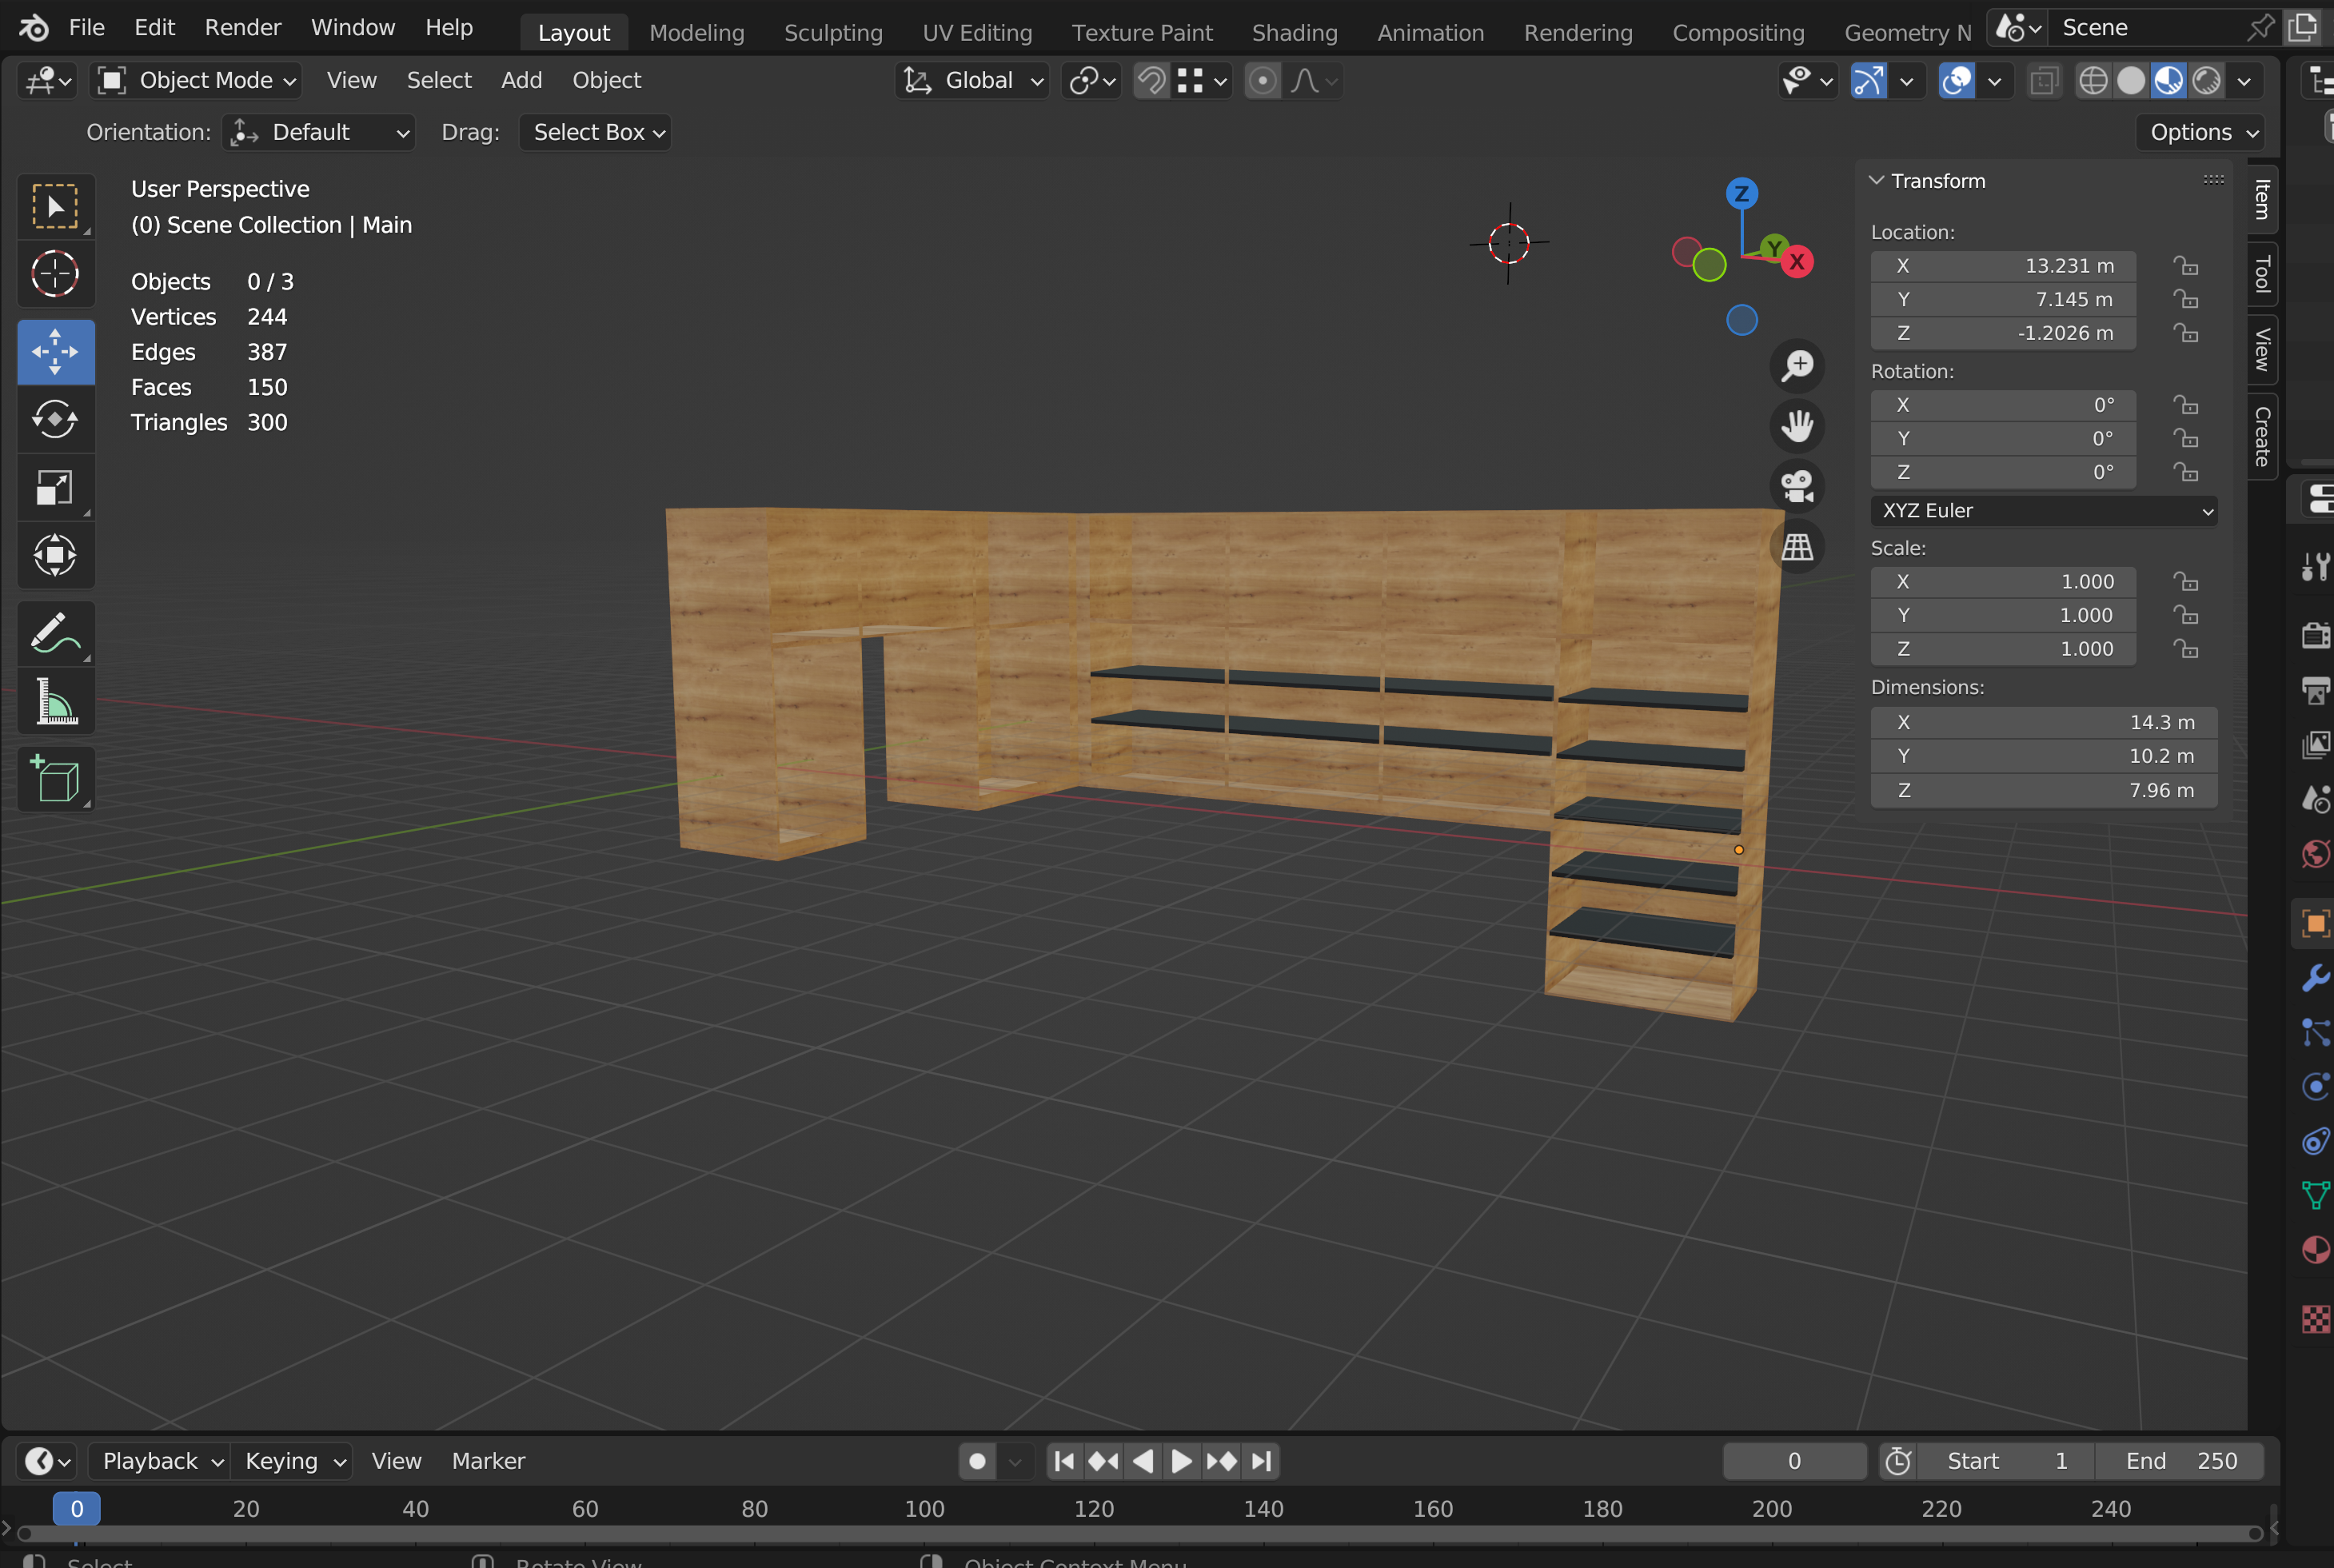 File Edit Render Window Help Layout Modeling Sculpting UV Editing Texture Paint Shading Animation Rendering Compositing Geometry N Scene
Object Mode View Select Add Object Global
Orientation: Default Drag: Select Box Options
User Perspective
(0) Scene Collection | Main
Objects 0 / 3
Vertices 244
Edges 387
Faces 150
Triangles 300
Z
Y
X
Transform
Location:
X 13.231 m
Y 7.145 m
Z -1.2026 m
Rotation:
X 0°
Y 0°
Z 0°
XYZ Euler
Scale:
X 1.000
Y 1.000
Z 1.000
Dimensions:
X 14.3 m
Y 10.2 m
Z 7.96 m
Item
Tool
View
Create
Playback Keying View Marker 0 Start 1 End 250
0 20 40 60 80 100 120 140 160 180 200 220 240
Select Rotate View Object Context Menu